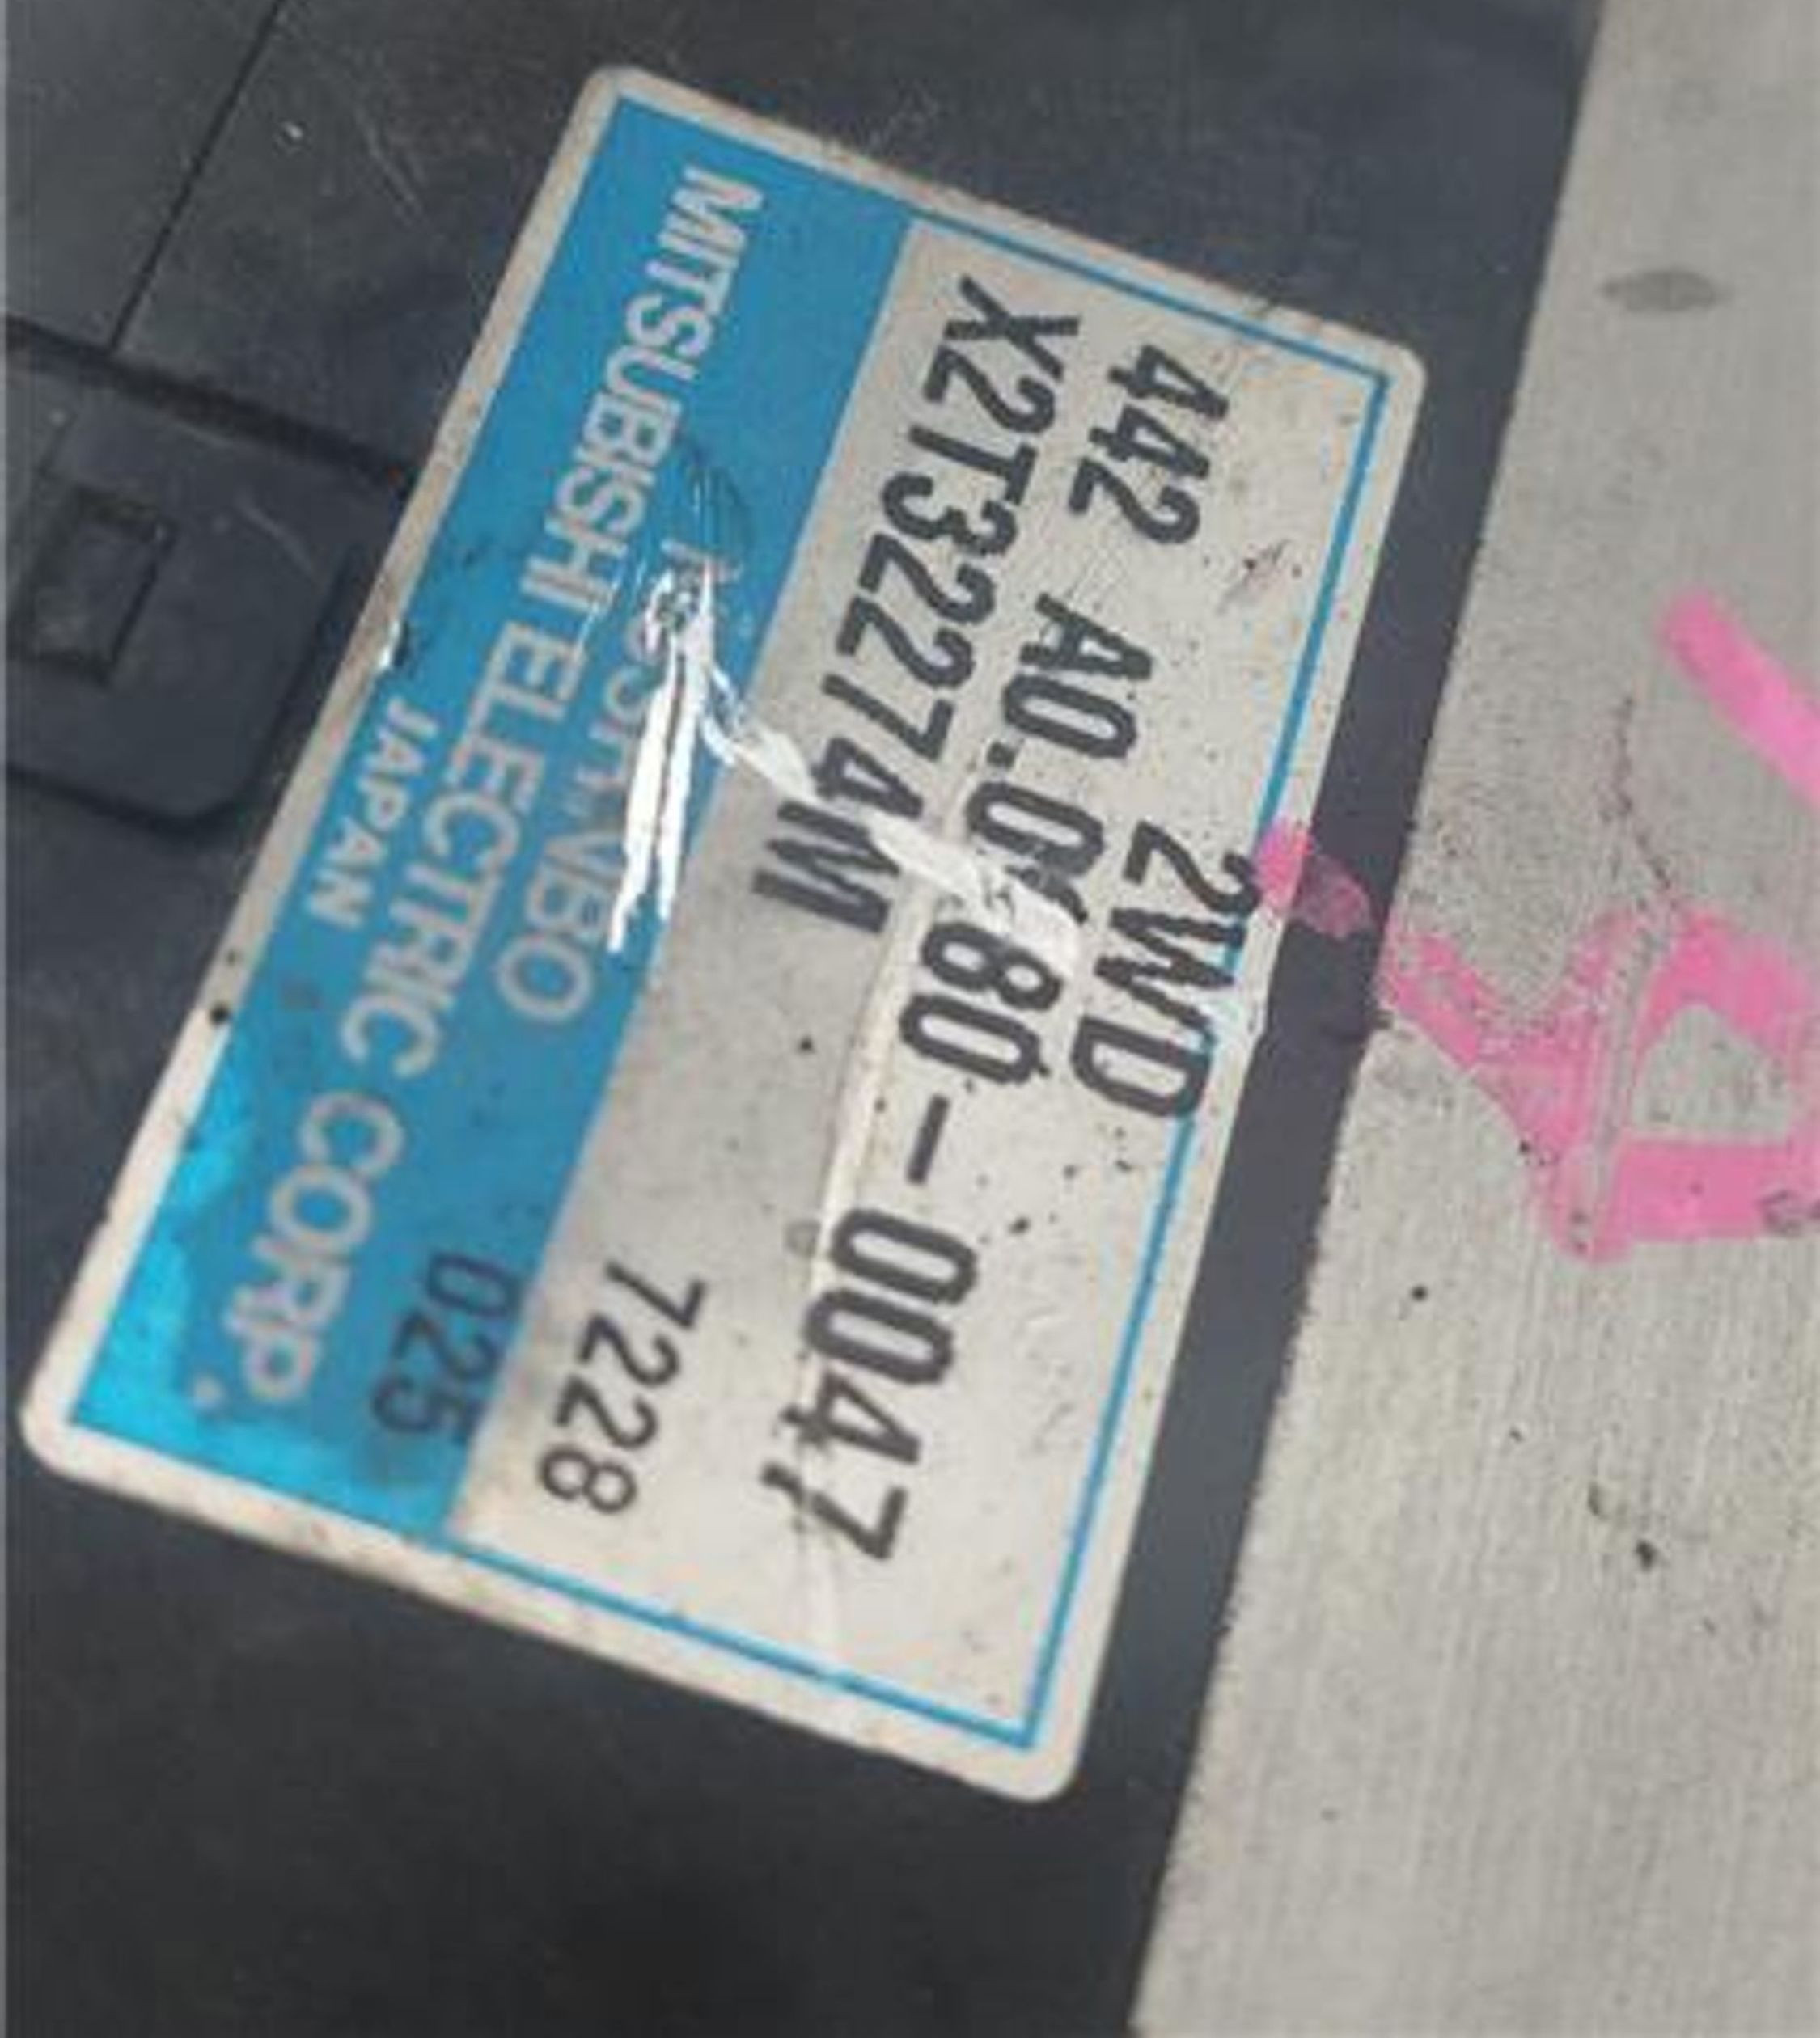 2WD
442 A0.0 80-0047
X2T32274M
7228
025
MITSUBISHI ELECTRIC CORP.
JAPAN